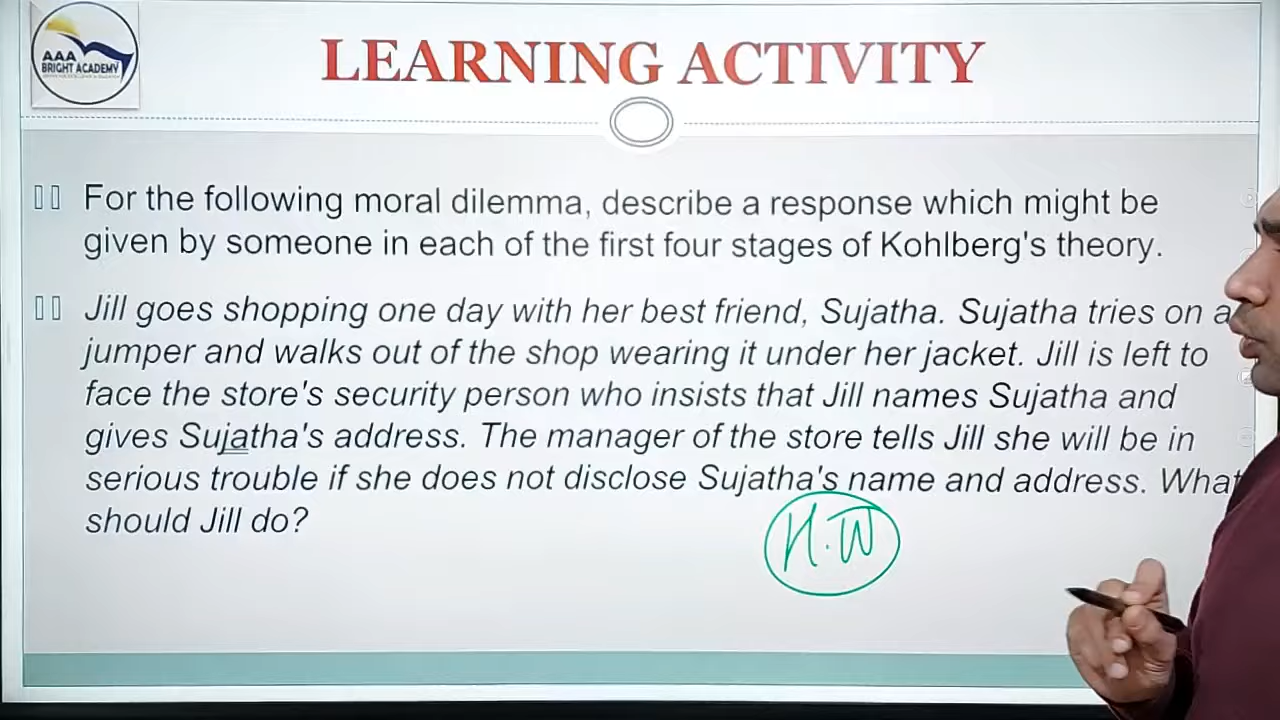 AAA
BRIGHT ACADEMY
LEARNING ACTIVITY
For the following moral dilemma, describe a response which might be
given by someone in each of the first four stages of Kohlberg's theory.
Jill goes shopping one day with her best friend, Sujatha. Sujatha tries on a
jumper and walks out of the shop wearing it under her jacket. Jill is left to
face the store's security person who insists that Jill names Sujatha and
gives Sujatha's address. The manager of the store tells Jill she will be in
serious trouble if she does not disclose Sujatha's name and address. What
should Jill do?
H.W